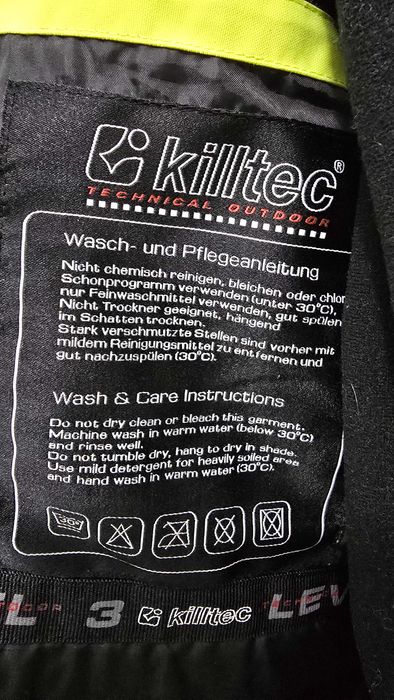 killtec®
TECHNICAL OUTDOOR
Wasch- und Pflegeanleitung
Nicht chemisch reinigen, bleichen oder chlor
Schonprogramm verwenden (unter 30°C),
nur Feinwaschmittel verwenden, gut spülen
Nicht Trockner geeignet, hängend
im Schatten trocknen.
Stark verschmutzte Stellen sind vorher mit
mildem Reinigungsmittel zu entfernen und
gut nachzuspülen (30°C).
Wash & Care Instructions
Do not dry clean or bleach this garment.
Machine wash in warm water (below 30°C)
and rinse well.
Do not tumble dry, hang to dry in shade.
Use mild detergent for heavily soiled area
and hand wash in warm water (30°C).
30°
EL 3 killtec LEV